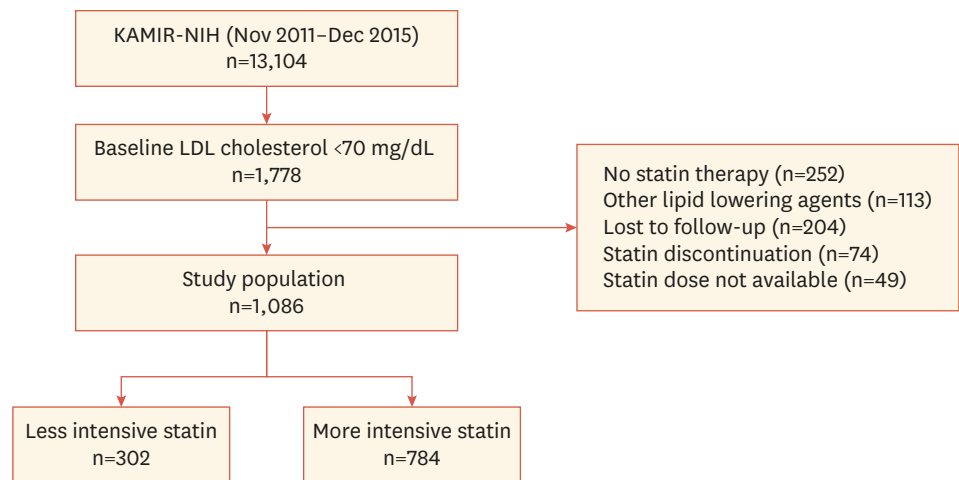 KAMIR-NIH (Nov 2011–Dec 2015)
n=13,104
Baseline LDL cholesterol <70 mg/dL
n=1,778
No statin therapy (n=252)
Other lipid lowering agents (n=113)
Lost to follow-up (n=204)
Statin discontinuation (n=74)
Statin dose not available (n=49)
Study population
n=1,086
Less intensive statin
n=302
More intensive statin
n=784